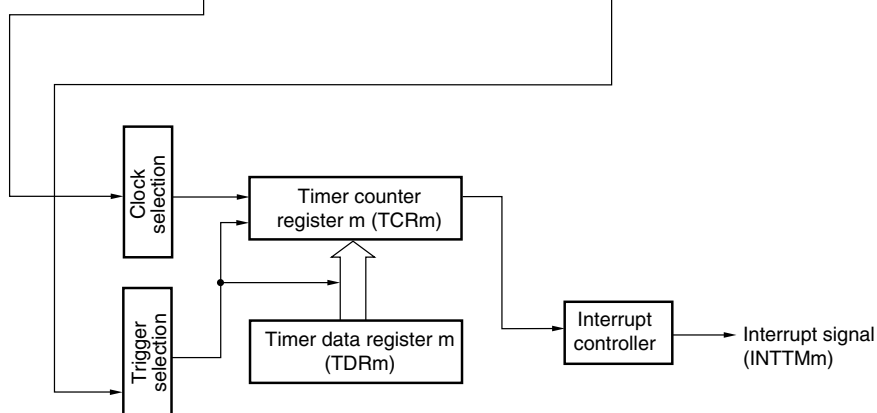 Clock
selection
Timer counter
register m (TCRm)
Trigger
selection
Timer data register m
(TDRm)
Interrupt
controller
Interrupt signal
(INTTMm)